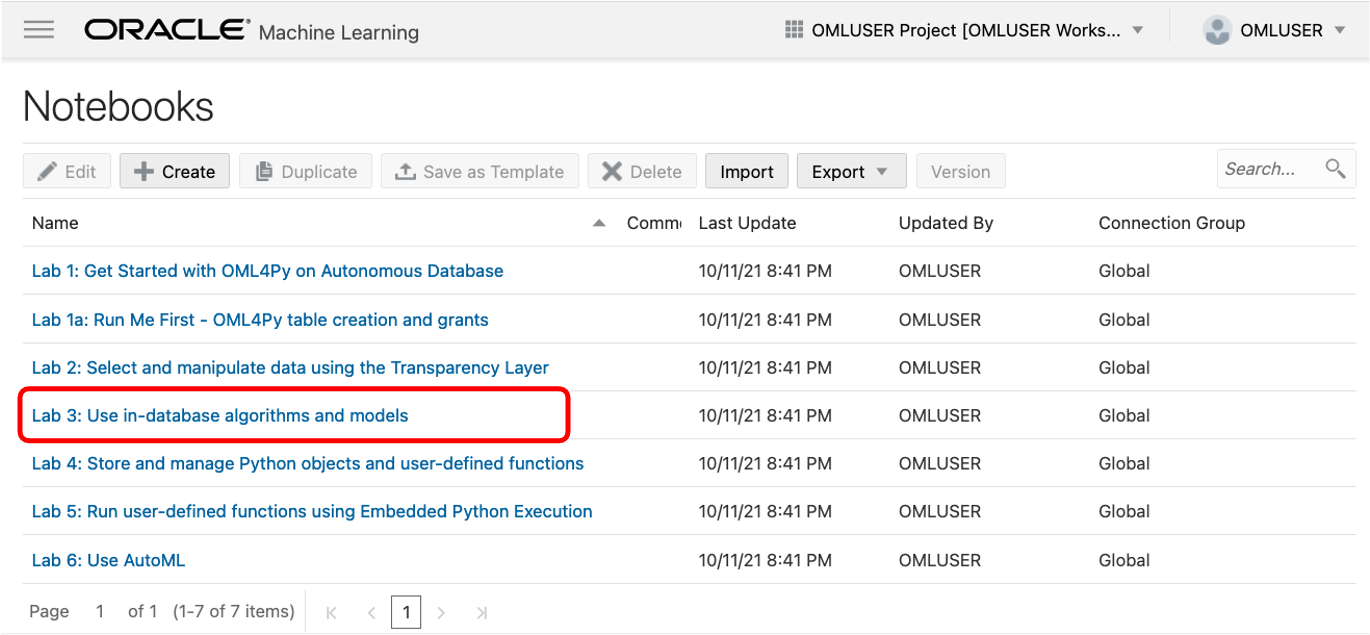 ORACLE® Machine Learning OMLUSER Project [OMLUSER Works... OMLUSER
Notebooks
Edit Create Duplicate Save as Template Delete Import Export Version Search...
Name Comme Last Update Updated By Connection Group
Lab 1: Get Started with OML4Py on Autonomous Database 10/11/21 8:41 PM OMLUSER Global
Lab 1a: Run Me First - OML4Py table creation and grants 10/11/21 8:41 PM OMLUSER Global
Lab 2: Select and manipulate data using the Transparency Layer 10/11/21 8:41 PM OMLUSER Global
Lab 3: Use in-database algorithms and models 10/11/21 8:41 PM OMLUSER Global
Lab 4: Store and manage Python objects and user-defined functions 10/11/21 8:41 PM OMLUSER Global
Lab 5: Run user-defined functions using Embedded Python Execution 10/11/21 8:41 PM OMLUSER Global
Lab 6: Use AutoML 10/11/21 8:41 PM OMLUSER Global
Page 1 of 1 (1-7 of 7 items) 1